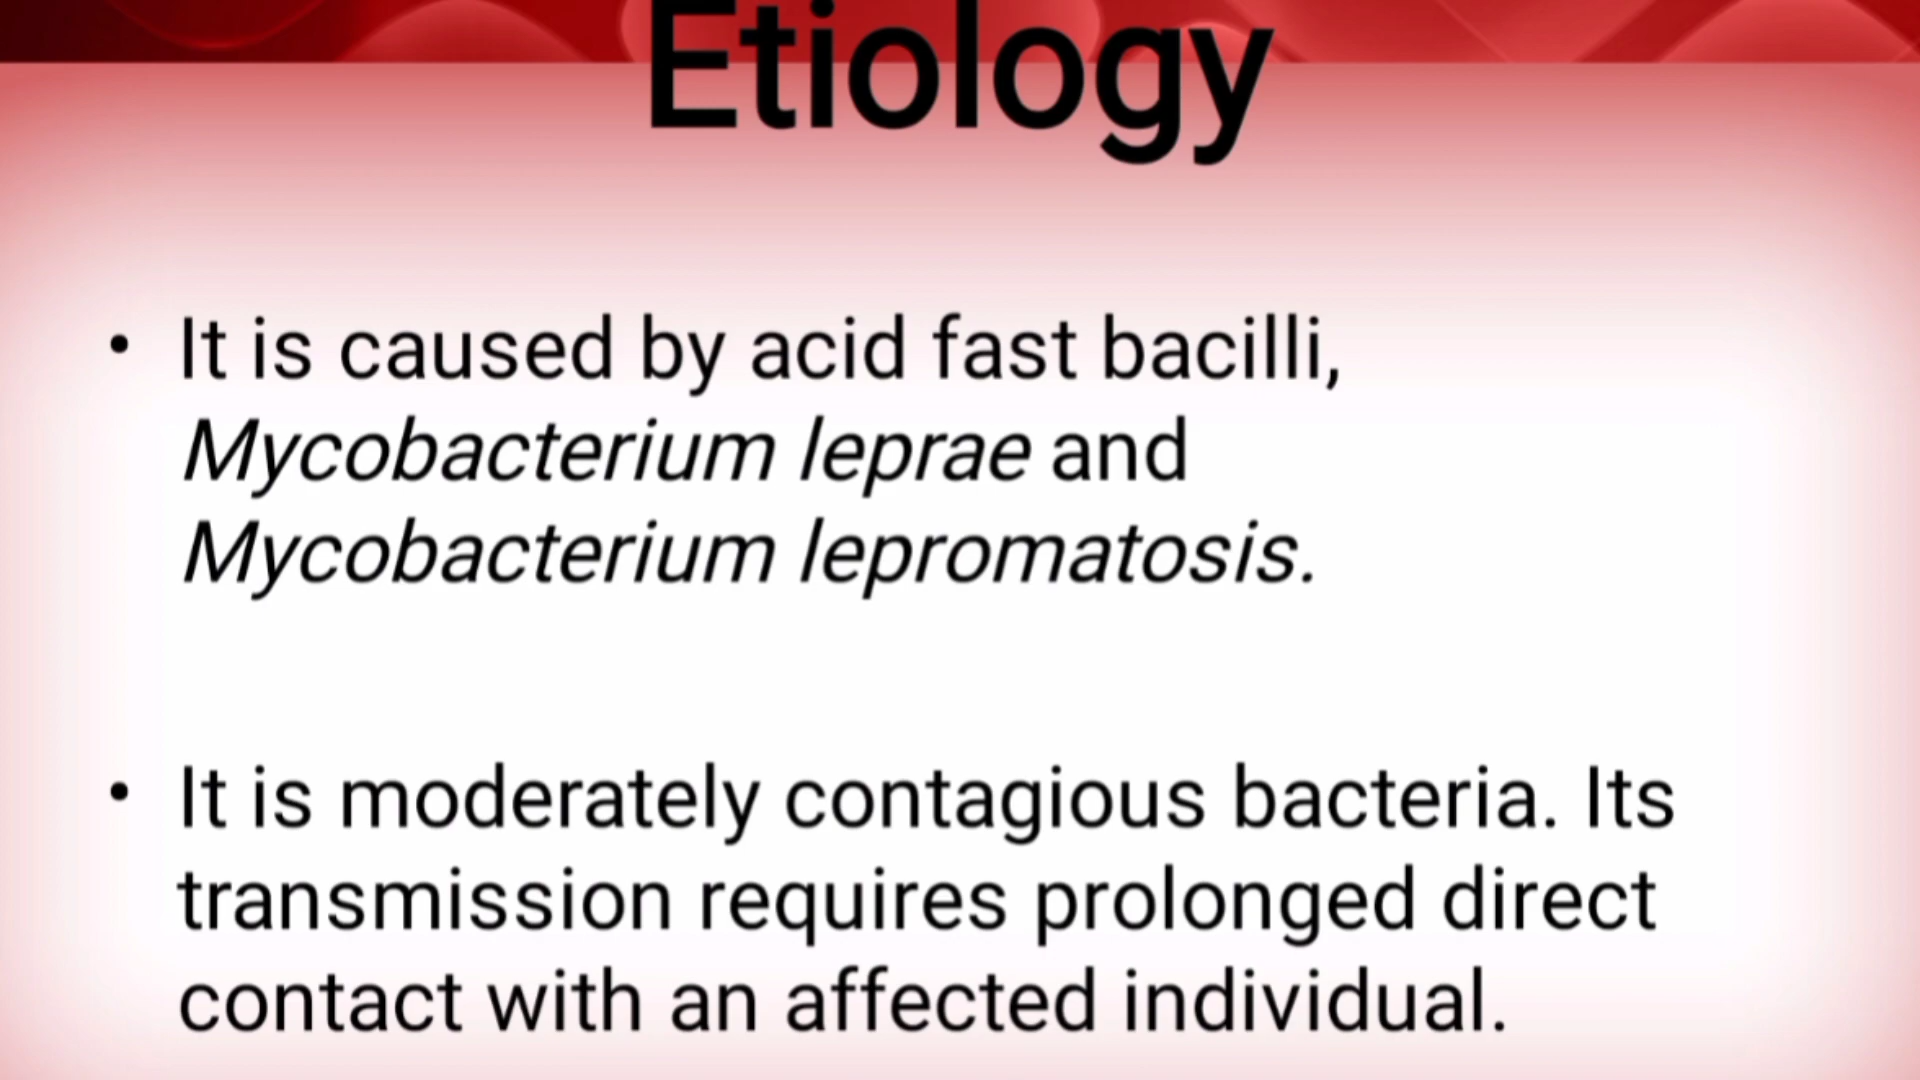 Etiology
• It is caused by acid fast bacilli,
Mycobacterium leprae and
Mycobacterium lepromatosis.
• It is moderately contagious bacteria. Its
transmission requires prolonged direct
contact with an affected individual.